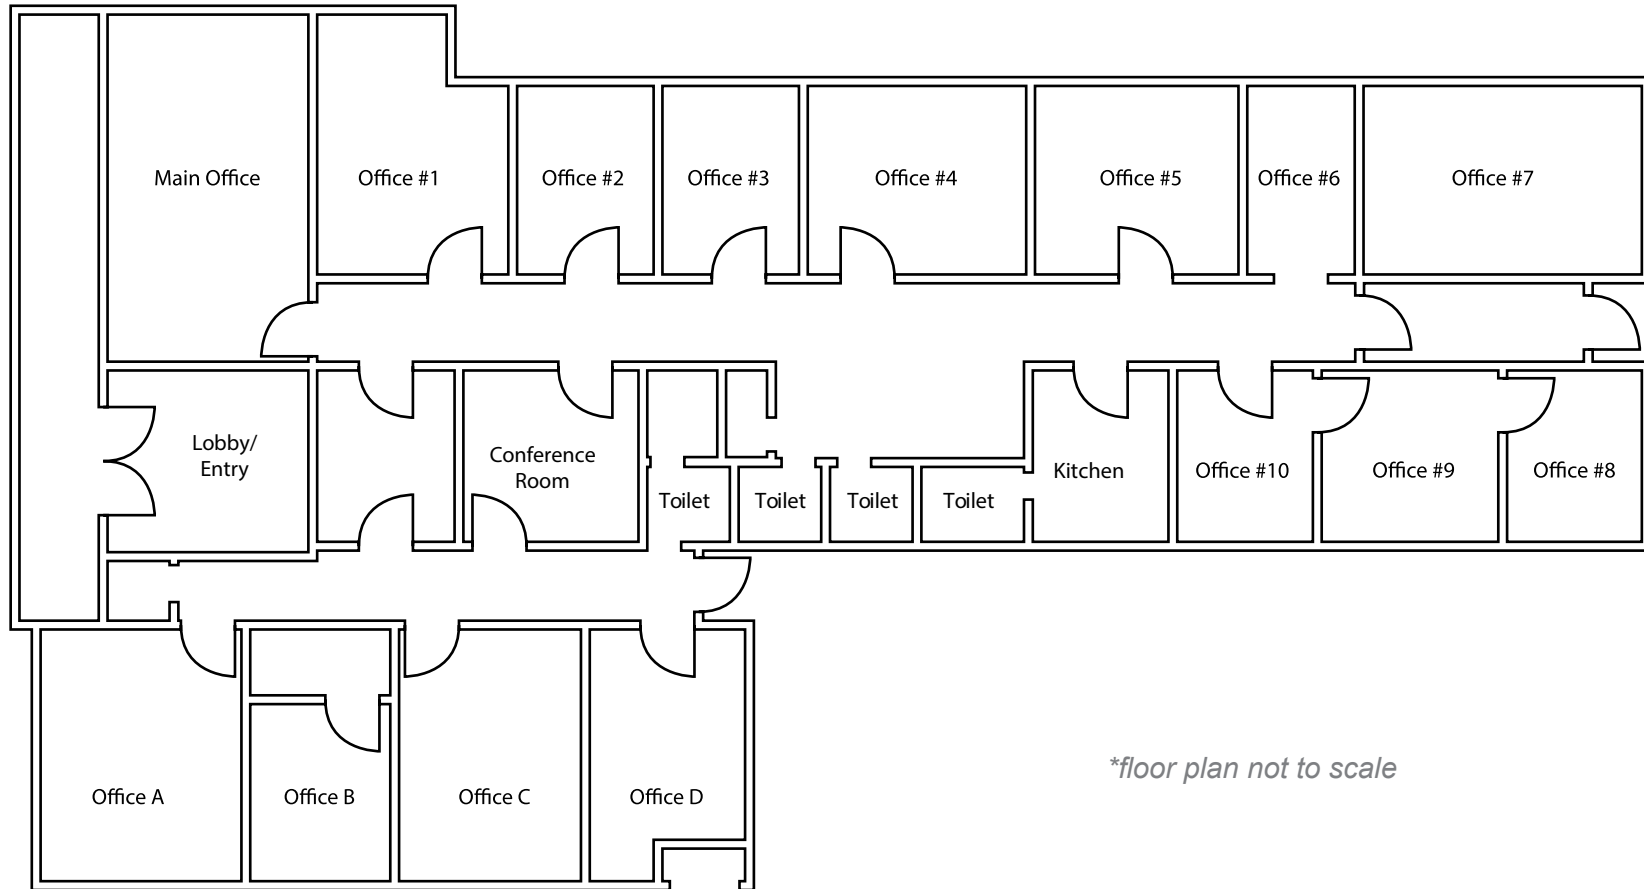 Main Office
Office #1
Office #2
Office #3
Office #4
Office #5
Office #6
Office #7
Lobby/
Entry
Conference
Room
Toilet
Toilet
Toilet
Toilet
Kitchen
Office #10
Office #9
Office #8
Office A
Office B
Office C
Office D
*floor plan not to scale